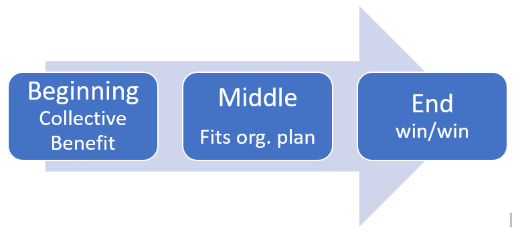 Beginning
Collective
Benefit
Middle
Fits org. plan
End
win/win